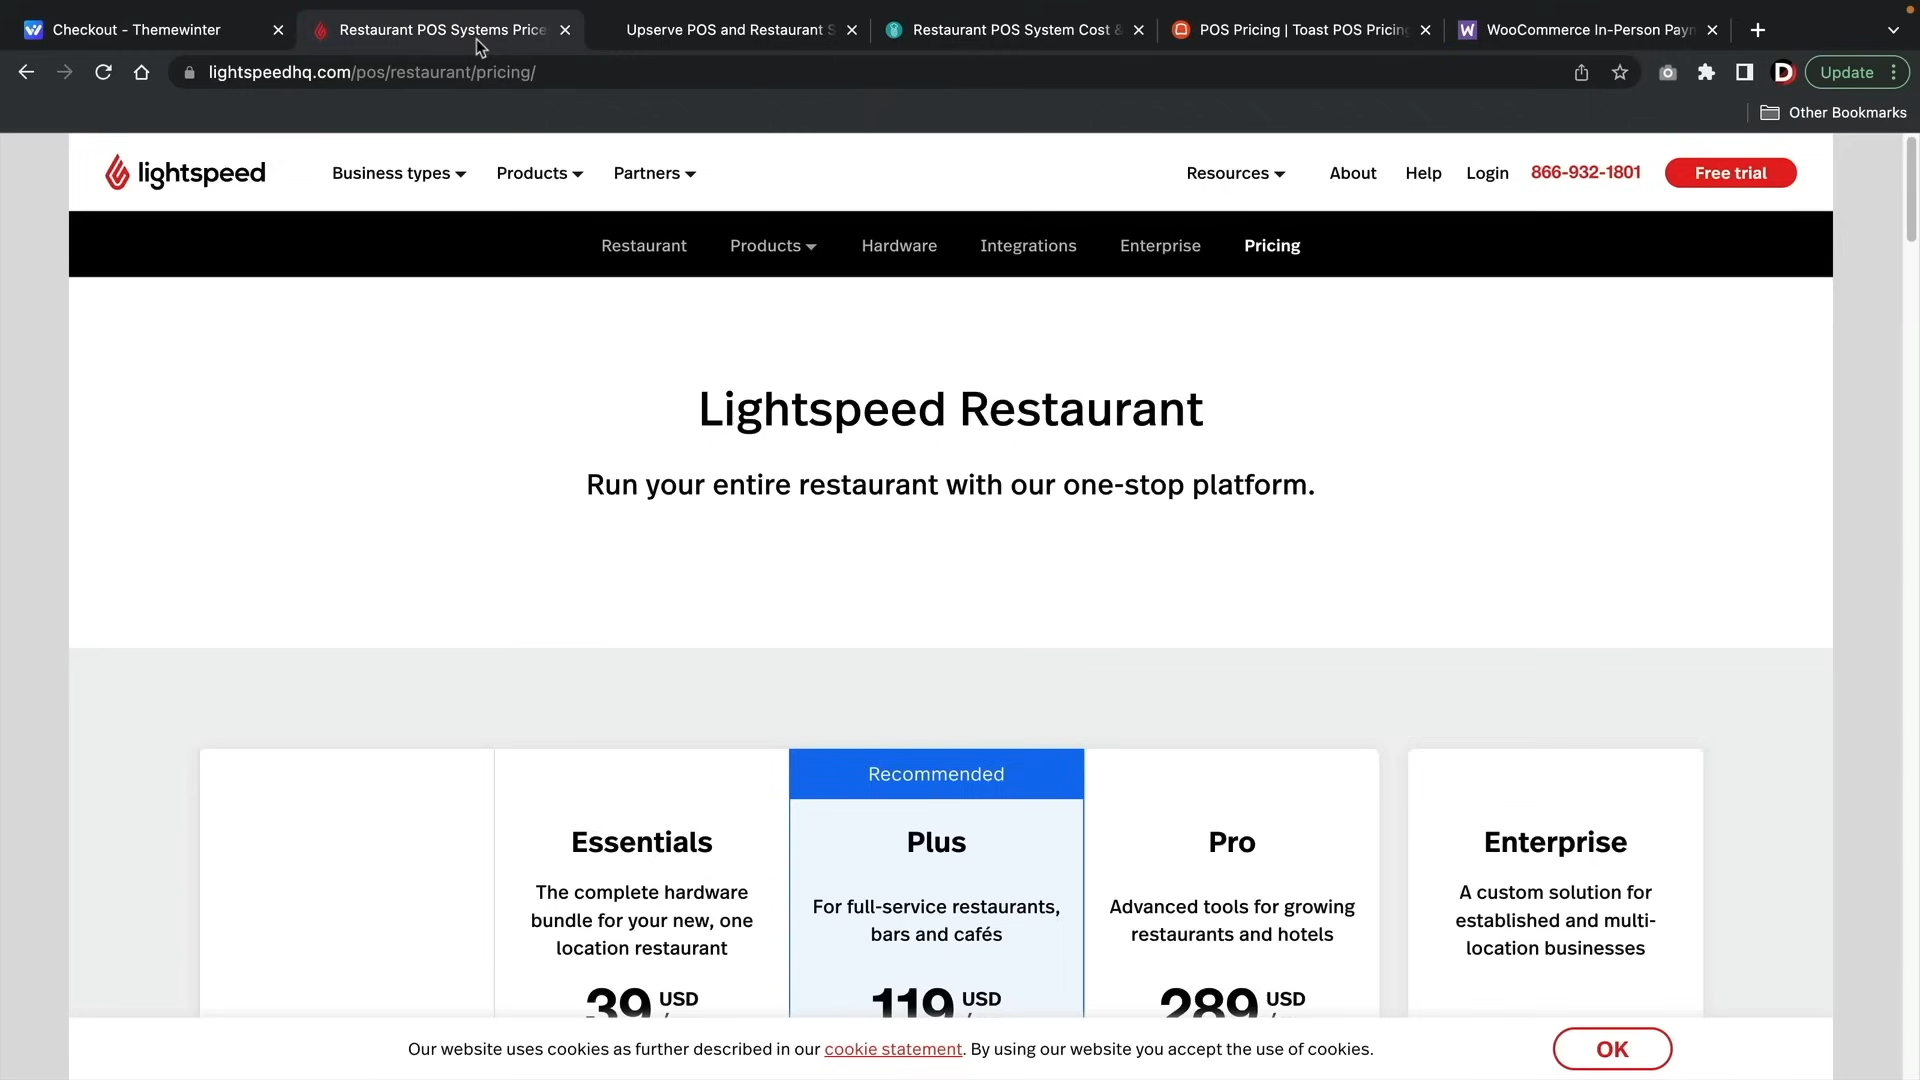 Checkout - Themewinter
Restaurant POS Systems Price
Upserve POS and Restaurant S
Restaurant POS System Cost &
POS Pricing | Toast POS Pricing
WooCommerce In-Person Paym
lightspeedhq.com/pos/restaurant/pricing/
Update
Other Bookmarks
lightspeed
Business types
Products
Partners
Resources
About
Help
Login
866-932-1801
Free trial
Restaurant
Products
Hardware
Integrations
Enterprise
Pricing
Lightspeed Restaurant
Run your entire restaurant with our one-stop platform.
Recommended
Essentials
The complete hardware
bundle for your new, one
location restaurant
39 USD
Plus
For full-service restaurants,
bars and cafés
119 USD
Pro
Advanced tools for growing
restaurants and hotels
289 USD
Enterprise
A custom solution for
established and multi-
location businesses
Our website uses cookies as further described in our cookie statement. By using our website you accept the use of cookies.
OK